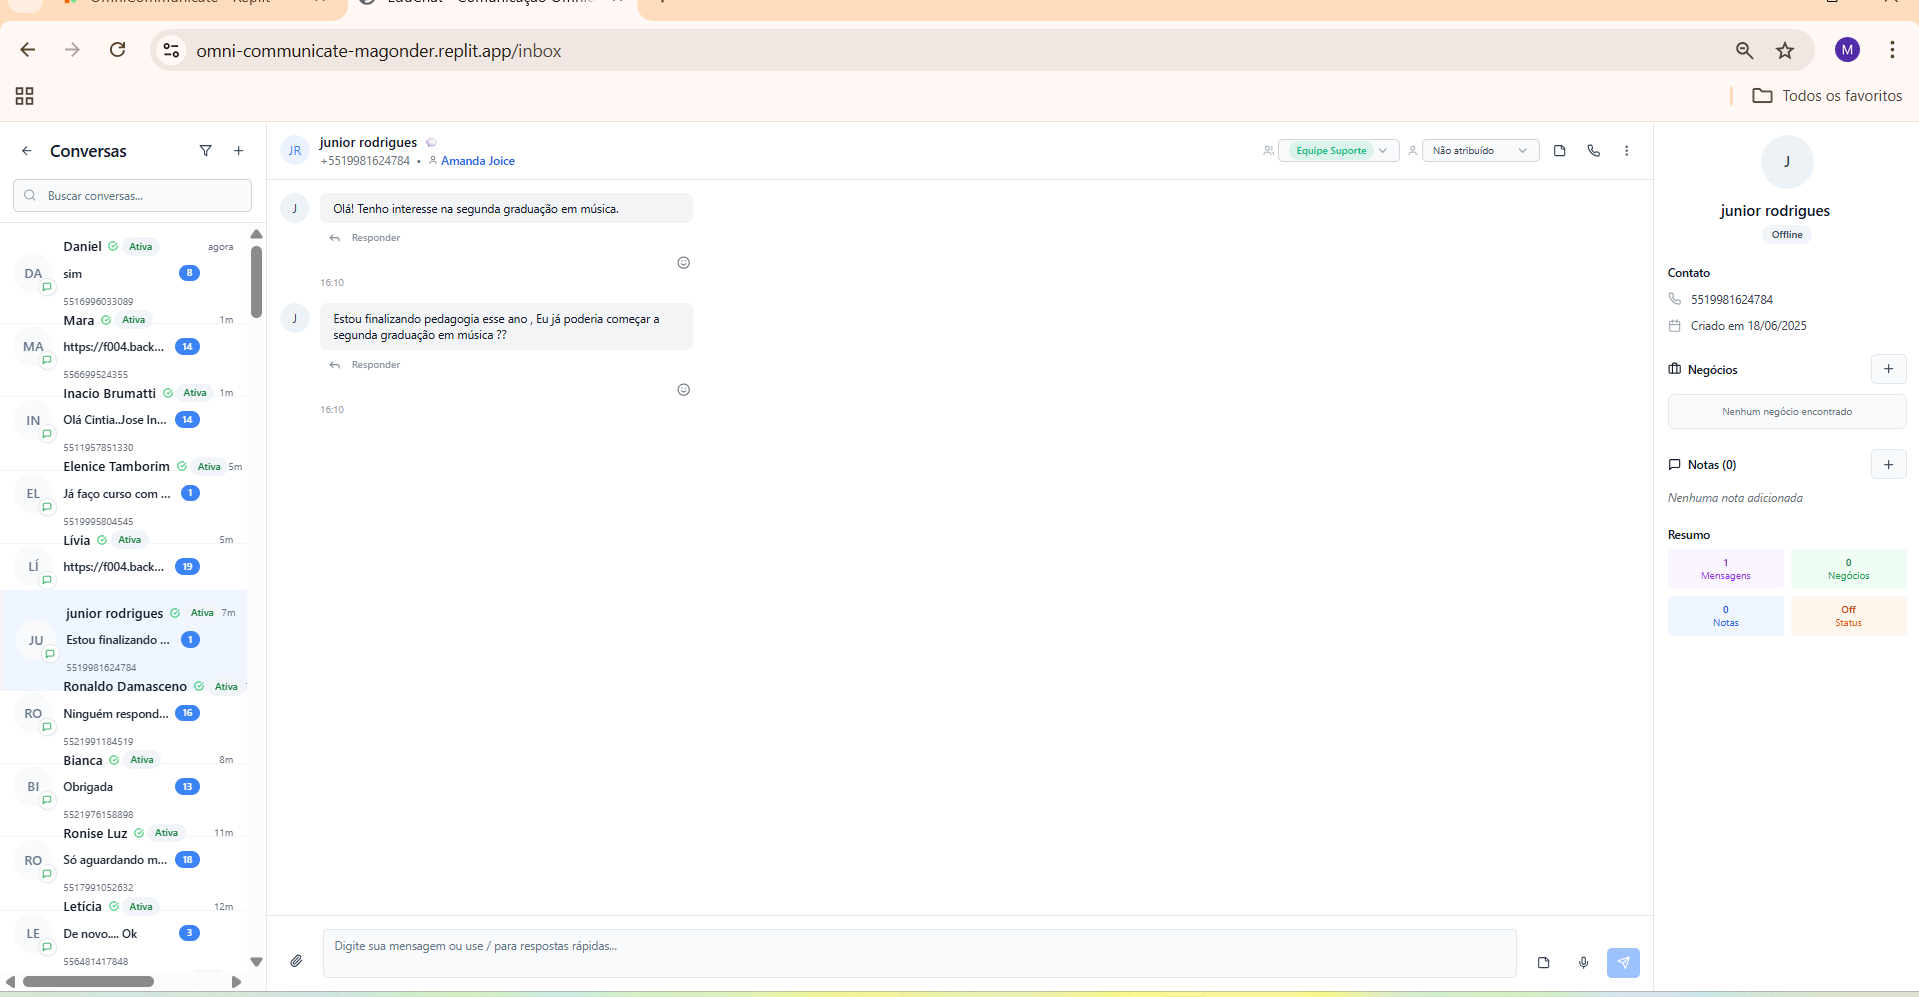 OmniCommunicate - Replit
EduChat - Comunicação Omnic
omni-communicate-magonder.replit.app/inbox
M
Todos os favoritos
Conversas
Buscar conversas...
Daniel Ativa agora
DA
sim 8
5516996033089
Mara Ativa 1m
MA
https://f004.back... 14
556699524355
Inacio Brumatti Ativa 1m
IN
Olá Cintia..Jose In... 14
5511957851330
Elenice Tamborim Ativa 5m
EL
Já faço curso com ... 1
5519995804545
Lívia Ativa 5m
LÍ
https://f004.back... 19
junior rodrigues Ativa 7m
JU
Estou finalizando ... 1
5519981624784
Ronaldo Damasceno Ativa
RO
Ninguém respond... 16
5521991184519
Bianca Ativa 8m
BI
Obrigada 13
5521976158898
Ronise Luz Ativa 11m
RO
Só aguardando m... 18
5517991052632
Letícia Ativa 12m
LE
De novo.... Ok 3
556481417848
JR
junior rodrigues
+5519981624784 • Amanda Joice
Equipe Suporte
Não atribuído
J
Olá! Tenho interesse na segunda graduação em música.
Responder
16:10
J
Estou finalizando pedagogia esse ano , Eu já poderia começar a
segunda graduação em música ??
Responder
16:10
Digite sua mensagem ou use / para respostas rápidas...
J
junior rodrigues
Offline
Contato
5519981624784
Criado em 18/06/2025
Negócios
Nenhum negócio encontrado
Notas (0)
Nenhuma nota adicionada
Resumo
1
Mensagens
0
Negócios
0
Notas
Off
Status